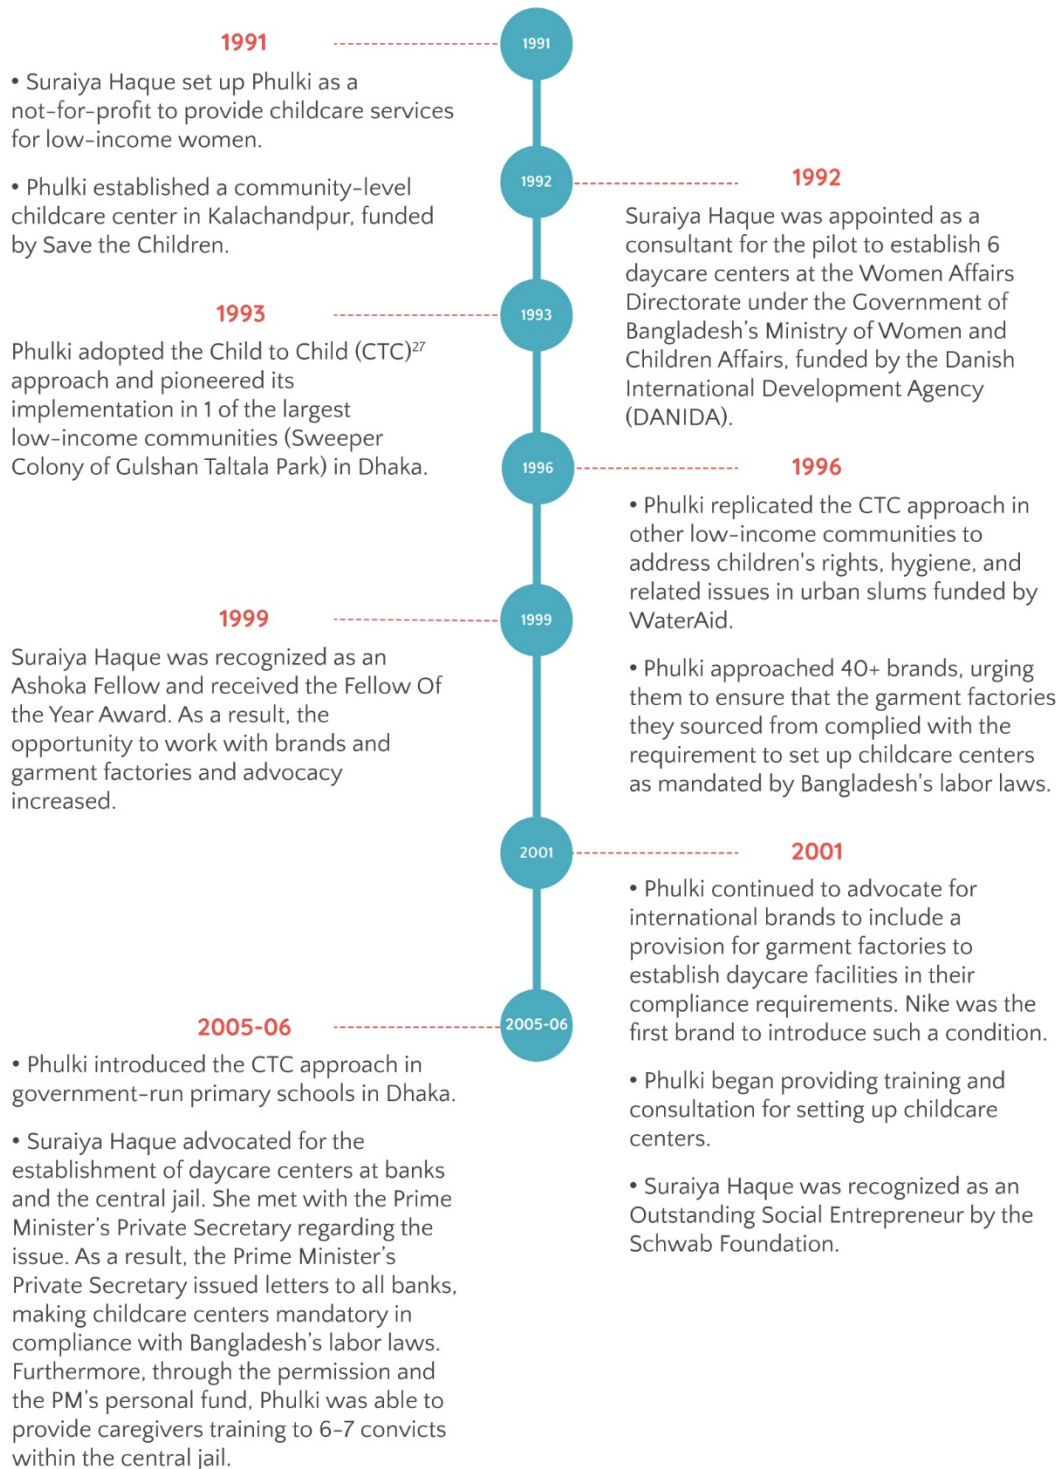 1991
1991
• Suraiya Haque set up Phulki as a
not-for-profit to provide childcare services
for low-income women.
• Phulki established a community-level
childcare center in Kalachandpur, funded
by Save the Children.
1992
1992
Suraiya Haque was appointed as a
consultant for the pilot to establish 6
daycare centers at the Women Affairs
Directorate under the Government of
Bangladesh’s Ministry of Women and
Children Affairs, funded by the Danish
International Development Agency
(DANIDA).
1993
1993
Phulki adopted the Child to Child (CTC)²⁷
approach and pioneered its
implementation in 1 of the largest
low-income communities (Sweeper
Colony of Gulshan Taltala Park) in Dhaka.
1996
1996
• Phulki replicated the CTC approach in
other low-income communities to
address children's rights, hygiene, and
related issues in urban slums funded by
WaterAid.
• Phulki approached 40+ brands, urging
them to ensure that the garment factories
they sourced from complied with the
requirement to set up childcare centers
as mandated by Bangladesh's labor laws.
1999
1999
Suraiya Haque was recognized as an
Ashoka Fellow and received the Fellow Of
the Year Award. As a result, the
opportunity to work with brands and
garment factories and advocacy
increased.
2001
2001
• Phulki continued to advocate for
international brands to include a
provision for garment factories to
establish daycare facilities in their
compliance requirements. Nike was the
first brand to introduce such a condition.
• Phulki began providing training and
consultation for setting up childcare
centers.
• Suraiya Haque was recognized as an
Outstanding Social Entrepreneur by the
Schwab Foundation.
2005-06
2005-06
• Phulki introduced the CTC approach in
government-run primary schools in Dhaka.
• Suraiya Haque advocated for the
establishment of daycare centers at banks
and the central jail. She met with the Prime
Minister’s Private Secretary regarding the
issue. As a result, the Prime Minister’s
Private Secretary issued letters to all banks,
making childcare centers mandatory in
compliance with Bangladesh’s labor laws.
Furthermore, through the permission and
the PM’s personal fund, Phulki was able to
provide caregivers training to 6-7 convicts
within the central jail.